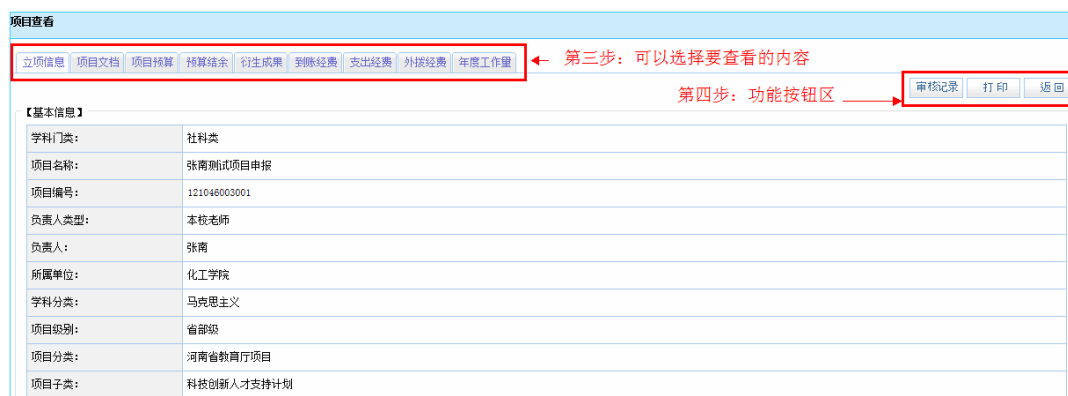 项目查看
立项信息 项目文档 项目预算 预算结余 衍生成果 到账经费 支出经费 外拨经费 年度工作量 第三步：可以选择要查看的内容
第四步：功能按钮区 审核记录 打印 返回
【基本信息】
学科门类： 社科类
项目名称： 张南测试项目申报
项目编号： 121046003001
负责人类型： 本校老师
负责人： 张南
所属单位： 化工学院
学科分类： 马克思主义
项目级别： 省部级
项目分类： 河南省教育厅项目
项目子类： 科技创新人才支持计划